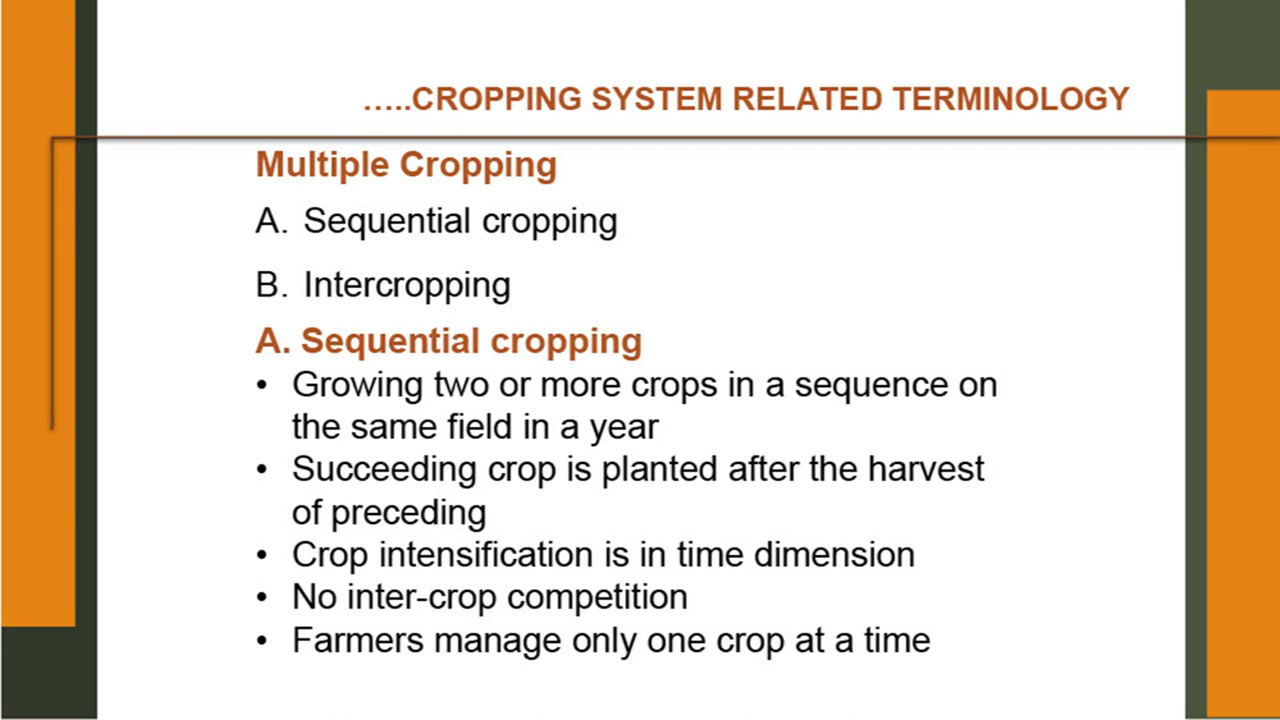 …..CROPPING SYSTEM RELATED TERMINOLOGY
Multiple Cropping
A. Sequential cropping
B. Intercropping
A. Sequential cropping
• Growing two or more crops in a sequence on
the same field in a year
• Succeeding crop is planted after the harvest
of preceding
• Crop intensification is in time dimension
• No inter-crop competition
• Farmers manage only one crop at a time